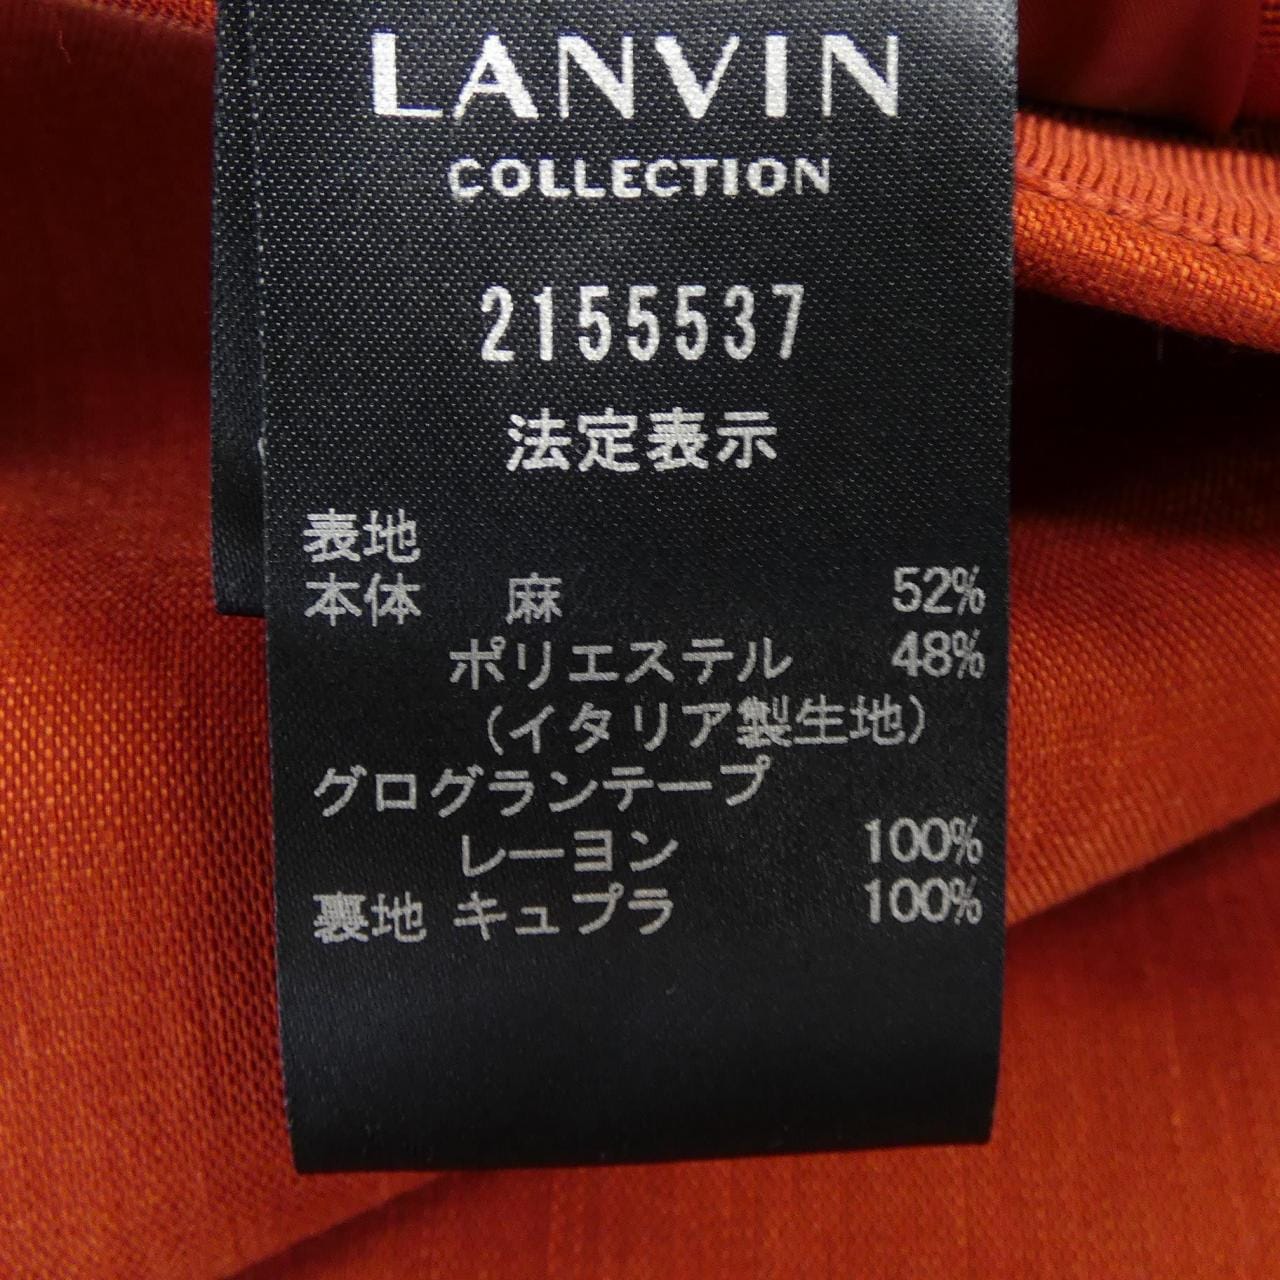 LANVIN
COLLECTION
2155537
法定表示
表地
本体 麻 52%
ポリエステル 48%
(イタリア製生地)
グログランテープ
レーヨン 100%
裏地 キュプラ 100%